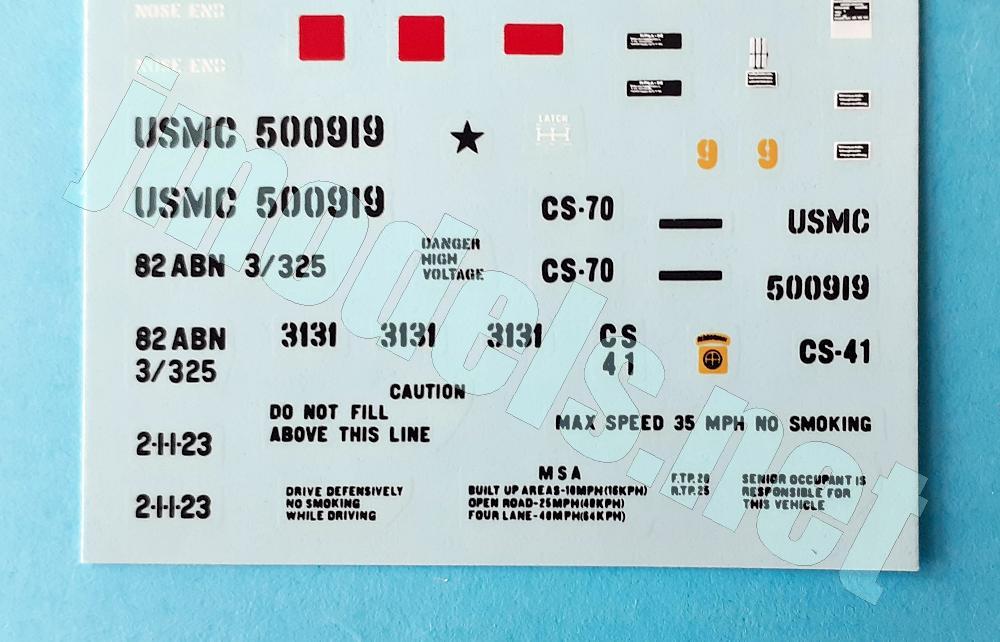 NOSE END
NOSE END
USMC 500919
LATCH
9 9
USMC 500919
CS-70
USMC
DANGER
HIGH
VOLTAGE
82 ABN 3/325
CS-70
500919
82 ABN
3/325
3131 3131 3131
CS
41
CS-41
CAUTION
DO NOT FILL
ABOVE THIS LINE
MAX SPEED 35 MPH NO SMOKING
2-1-1-23
2-1-1-23
DRIVE DEFENSIVELY
NO SMOKING
WHILE DRIVING
MSA
BUILT UP AREAS-10MPH(16KPH)
OPEN ROAD-25MPH(40KPH)
FOUR LANE-40MPH(64KPH)
F.T.P. 20
R.T.P. 25
SENIOR OCCUPANT IS
RESPONSIBLE FOR
THIS VEHICLE
jmodels.net